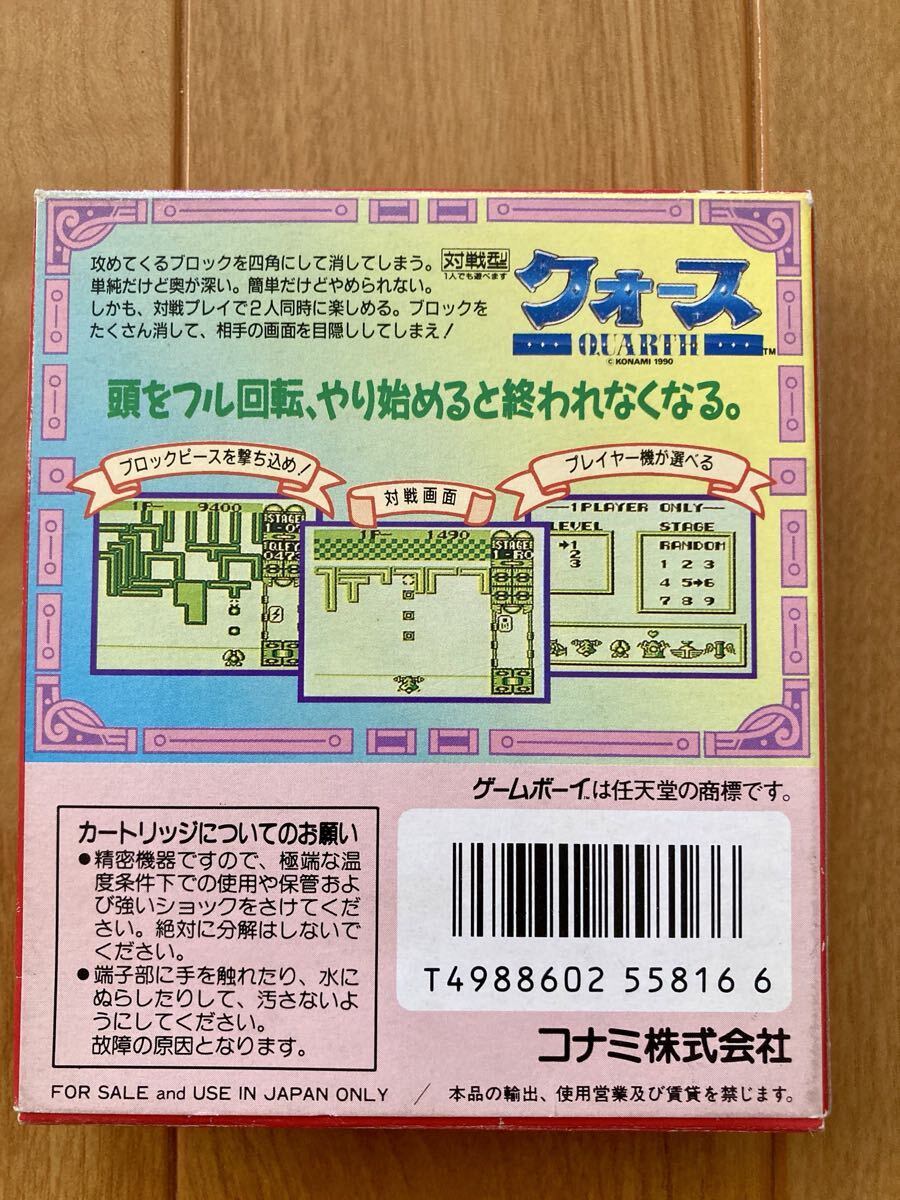 攻めてくるブロックを四角にして消してしまう。
単純だけど奥が深い。簡単だけどやめられない。
しかも、対戦プレイで2人同時に楽しめる。ブロックを
たくさん消して、相手の画面を目隠ししてしまえ!
対戦型
1人でも遊べます
クォース
QUARTH
TM
© KONAMI 1990
頭をフル回転、やり始めると終われなくなる。
ブロックピースを撃ち込め!
対戦画面
プレイヤー機が選べる
1P- 9400
STAGE
1P- 1490
STAGE
1-R0
1PLAYER ONLY
LEVEL STAGE
→1 RANDOM
2 1 2 3
3 4 5→6
7 8 9
ゲームボーイは任天堂の商標です。
カートリッジについてのお願い
●精密機器ですので、極端な温
度条件下での使用や保管およ
び強いショックをさけてくだ
さい。絶対に分解はしないで
ください。
●端子部に手を触れたり、水に
ぬらしたりして、汚さないよ
うにしてください。
故障の原因となります。
T4988602 55816 6
コナミ株式会社
FOR SALE and USE IN JAPAN ONLY / 本品の輸出、使用営業及び賃貸を禁じます。